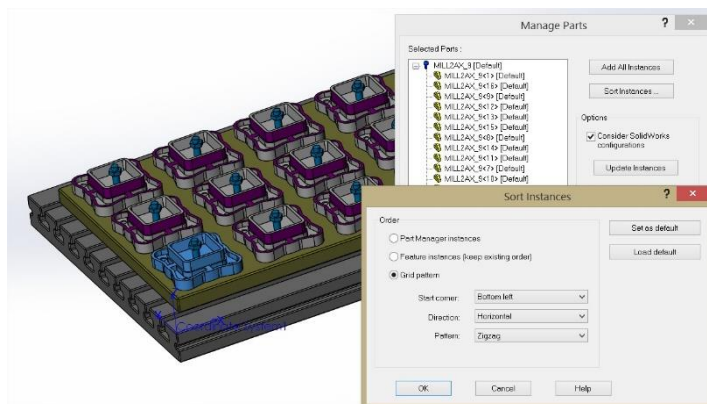 Manage Parts
?
Selected Parts :
MILL2AX_9 [Default]
MILL2AX_9<1> [Default]
MILL2AX_9<16> [Default]
MILL2AX_9<9> [Default]
MILL2AX_9<12> [Default]
MILL2AX_9<13> [Default]
MILL2AX_9<15> [Default]
MILL2AX_9<8> [Default]
MILL2AX_9<14> [Default]
MILL2AX_9<11> [Default]
MILL2AX_9<7> [Default]
MILL2AX_9<10> [Default]
Add All Instances
Sort Instances ...
Options
Consider SolidWorks
configurations
Update Instances
Sort Instances
?
Order
Part Manager instances
Feature instances (keep existing order)
Grid pattern
Start corner: Bottom left
Direction: Horizontal
Pattern: Zigzag
Set as default
Load default
OK Cancel Help
Coordinate System1